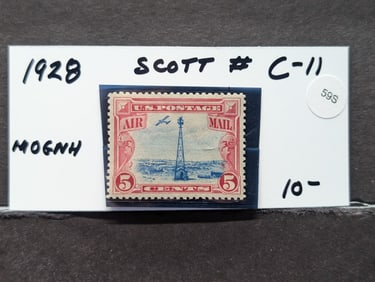 1928 SCOTT # C-11
59S
MOGNH
10-
U.S. POSTAGE
AIR MAIL
5 5
CENTS